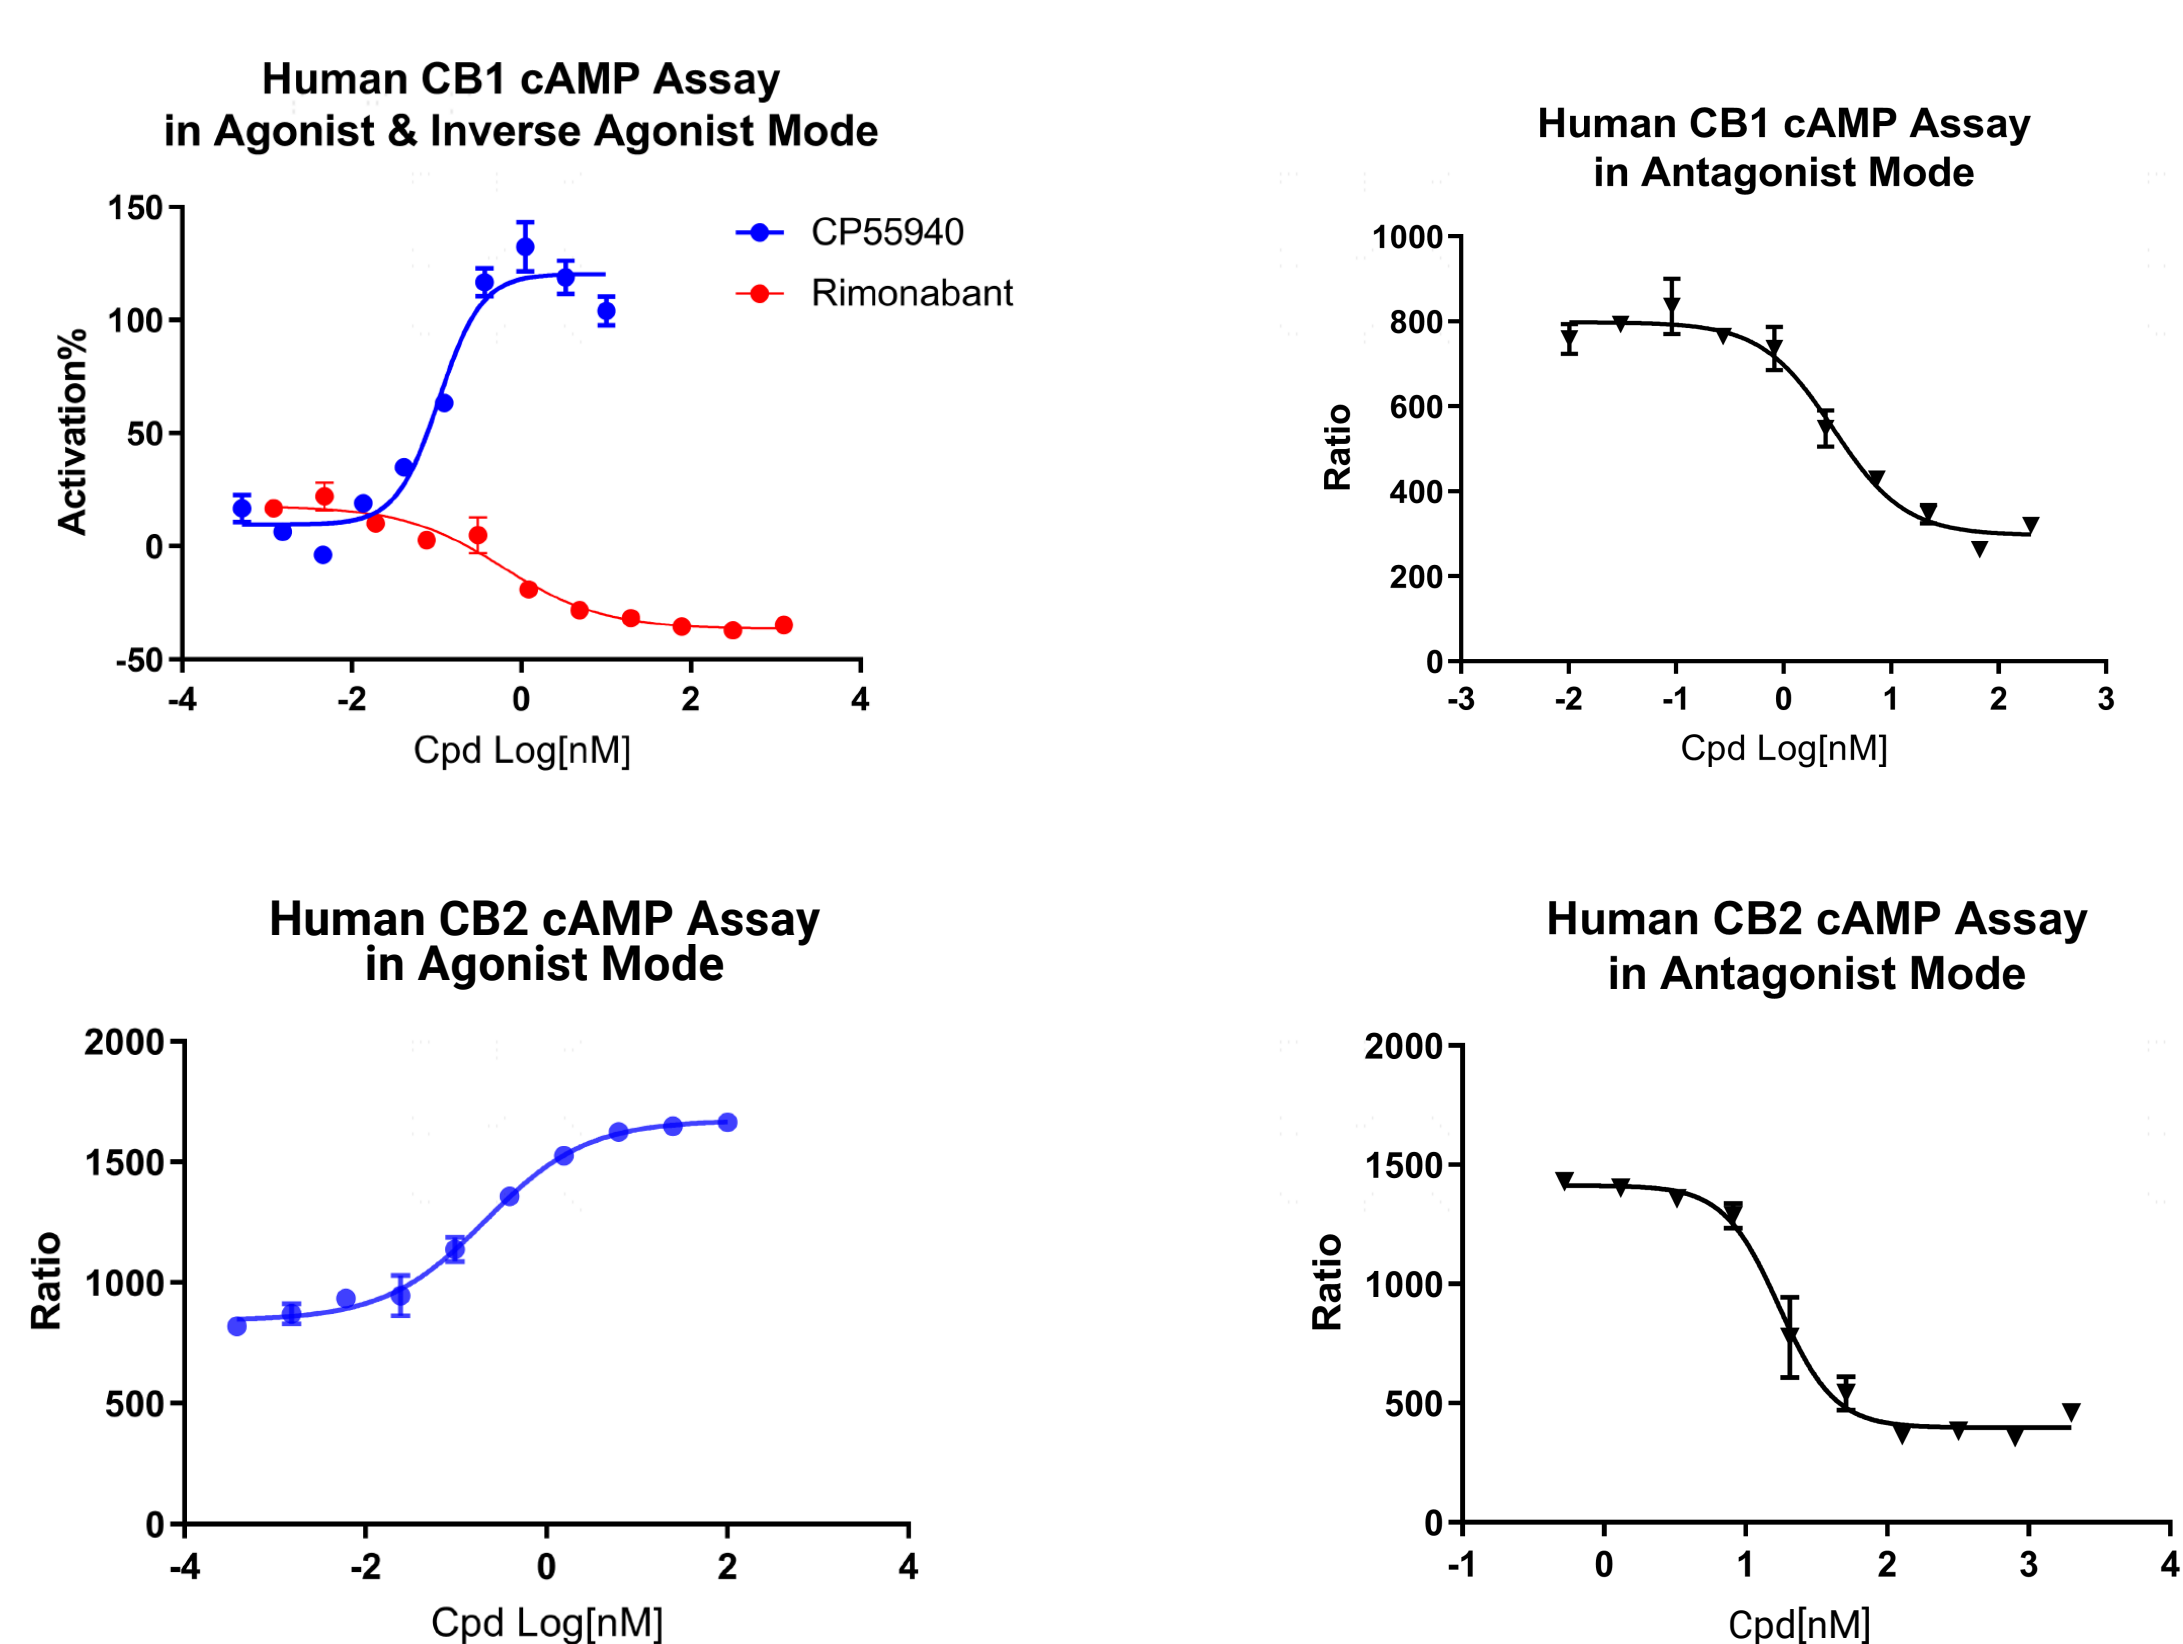 Human CB1 cAMP Assay
in Agonist & Inverse Agonist Mode
150
100
50
0
-50
Activation%
-4
-2
0
2
4
Cpd Log[nM]
CP55940
Rimonabant
Human CB1 cAMP Assay
in Antagonist Mode
1000
800
600
400
200
0
Ratio
-3
-2
-1
0
1
2
3
Cpd Log[nM]
Human CB2 cAMP Assay
in Agonist Mode
2000
1500
1000
500
0
Ratio
-4
-2
0
2
4
Cpd Log[nM]
Human CB2 cAMP Assay
in Antagonist Mode
2000
1500
1000
500
0
Ratio
-1
0
1
2
3
4
Cpd[nM]